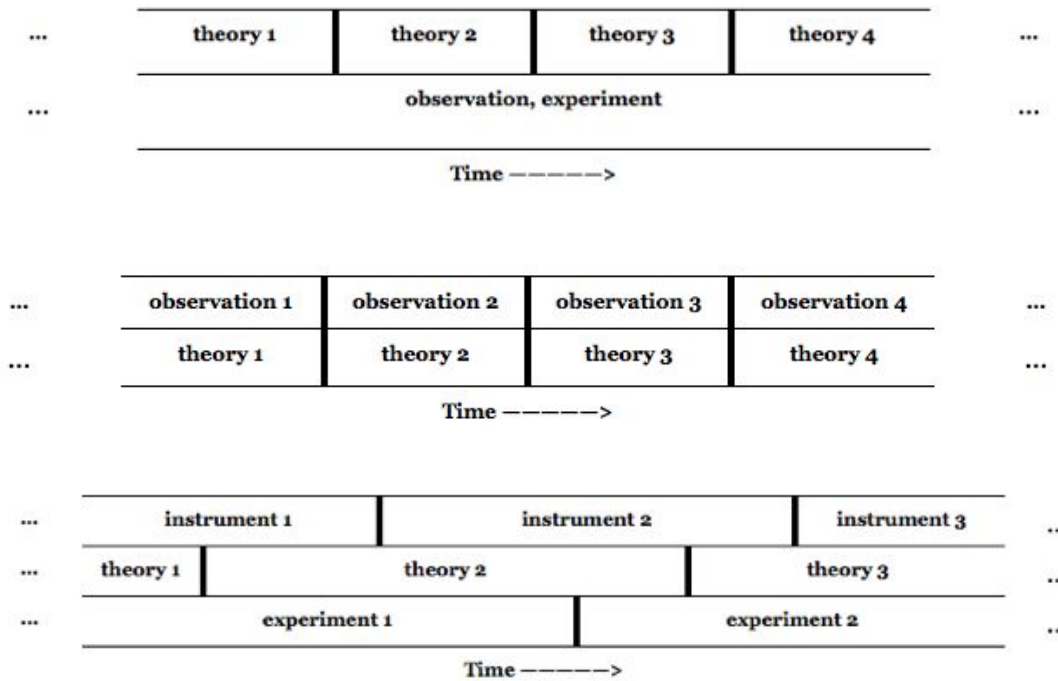 ... theory 1 theory 2 theory 3 theory 4 ...
... observation, experiment ...
Time —————>
... observation 1 observation 2 observation 3 observation 4 ...
... theory 1 theory 2 theory 3 theory 4 ...
Time —————>
... instrument 1 instrument 2 instrument 3 ..
... theory 1 theory 2 theory 3 ..
... experiment 1 experiment 2 ..
Time —————>